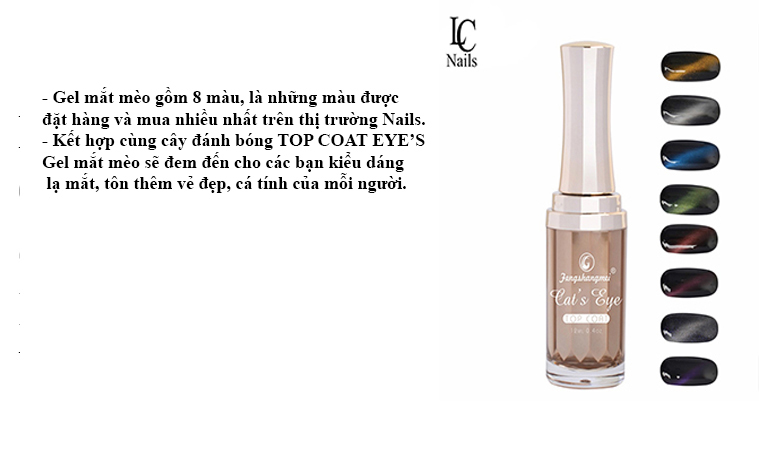 LC
Nails
- Gel mắt mèo gồm 8 màu, là những màu được
đặt hàng và mua nhiều nhất trên thị trường Nails.
- Kết hợp cùng cây đánh bóng TOP COAT EYE’S
Gel mắt mèo sẽ đem đến cho các bạn kiểu dáng
lạ mắt, tôn thêm vẻ đẹp, cá tính của mỗi người.
Fengshangmei®
Cat's Eye
TOP COAT
12ml 0.4oz